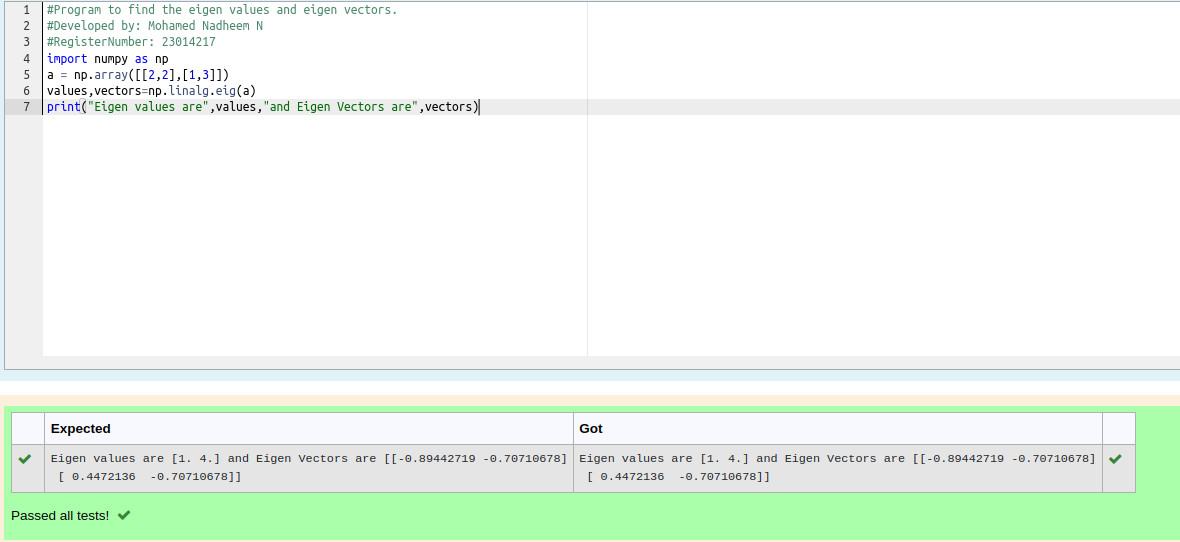 1 #Program to find the eigen values and eigen vectors.
2 #Developed by: Mohamed Nadheem N
3 #RegisterNumber: 23014217
4 import numpy as np
5 a = np.array([[2,2],[1,3]])
6 values,vectors=np.linalg.eig(a)
7 print("Eigen values are",values,"and Eigen Vectors are",vectors)
Expected Got
Eigen values are [1. 4.] and Eigen Vectors are [[-0.89442719 -0.70710678] Eigen values are [1. 4.] and Eigen Vectors are [[-0.89442719 -0.70710678]
[ 0.4472136  -0.70710678]] [ 0.4472136  -0.70710678]]
Passed all tests!